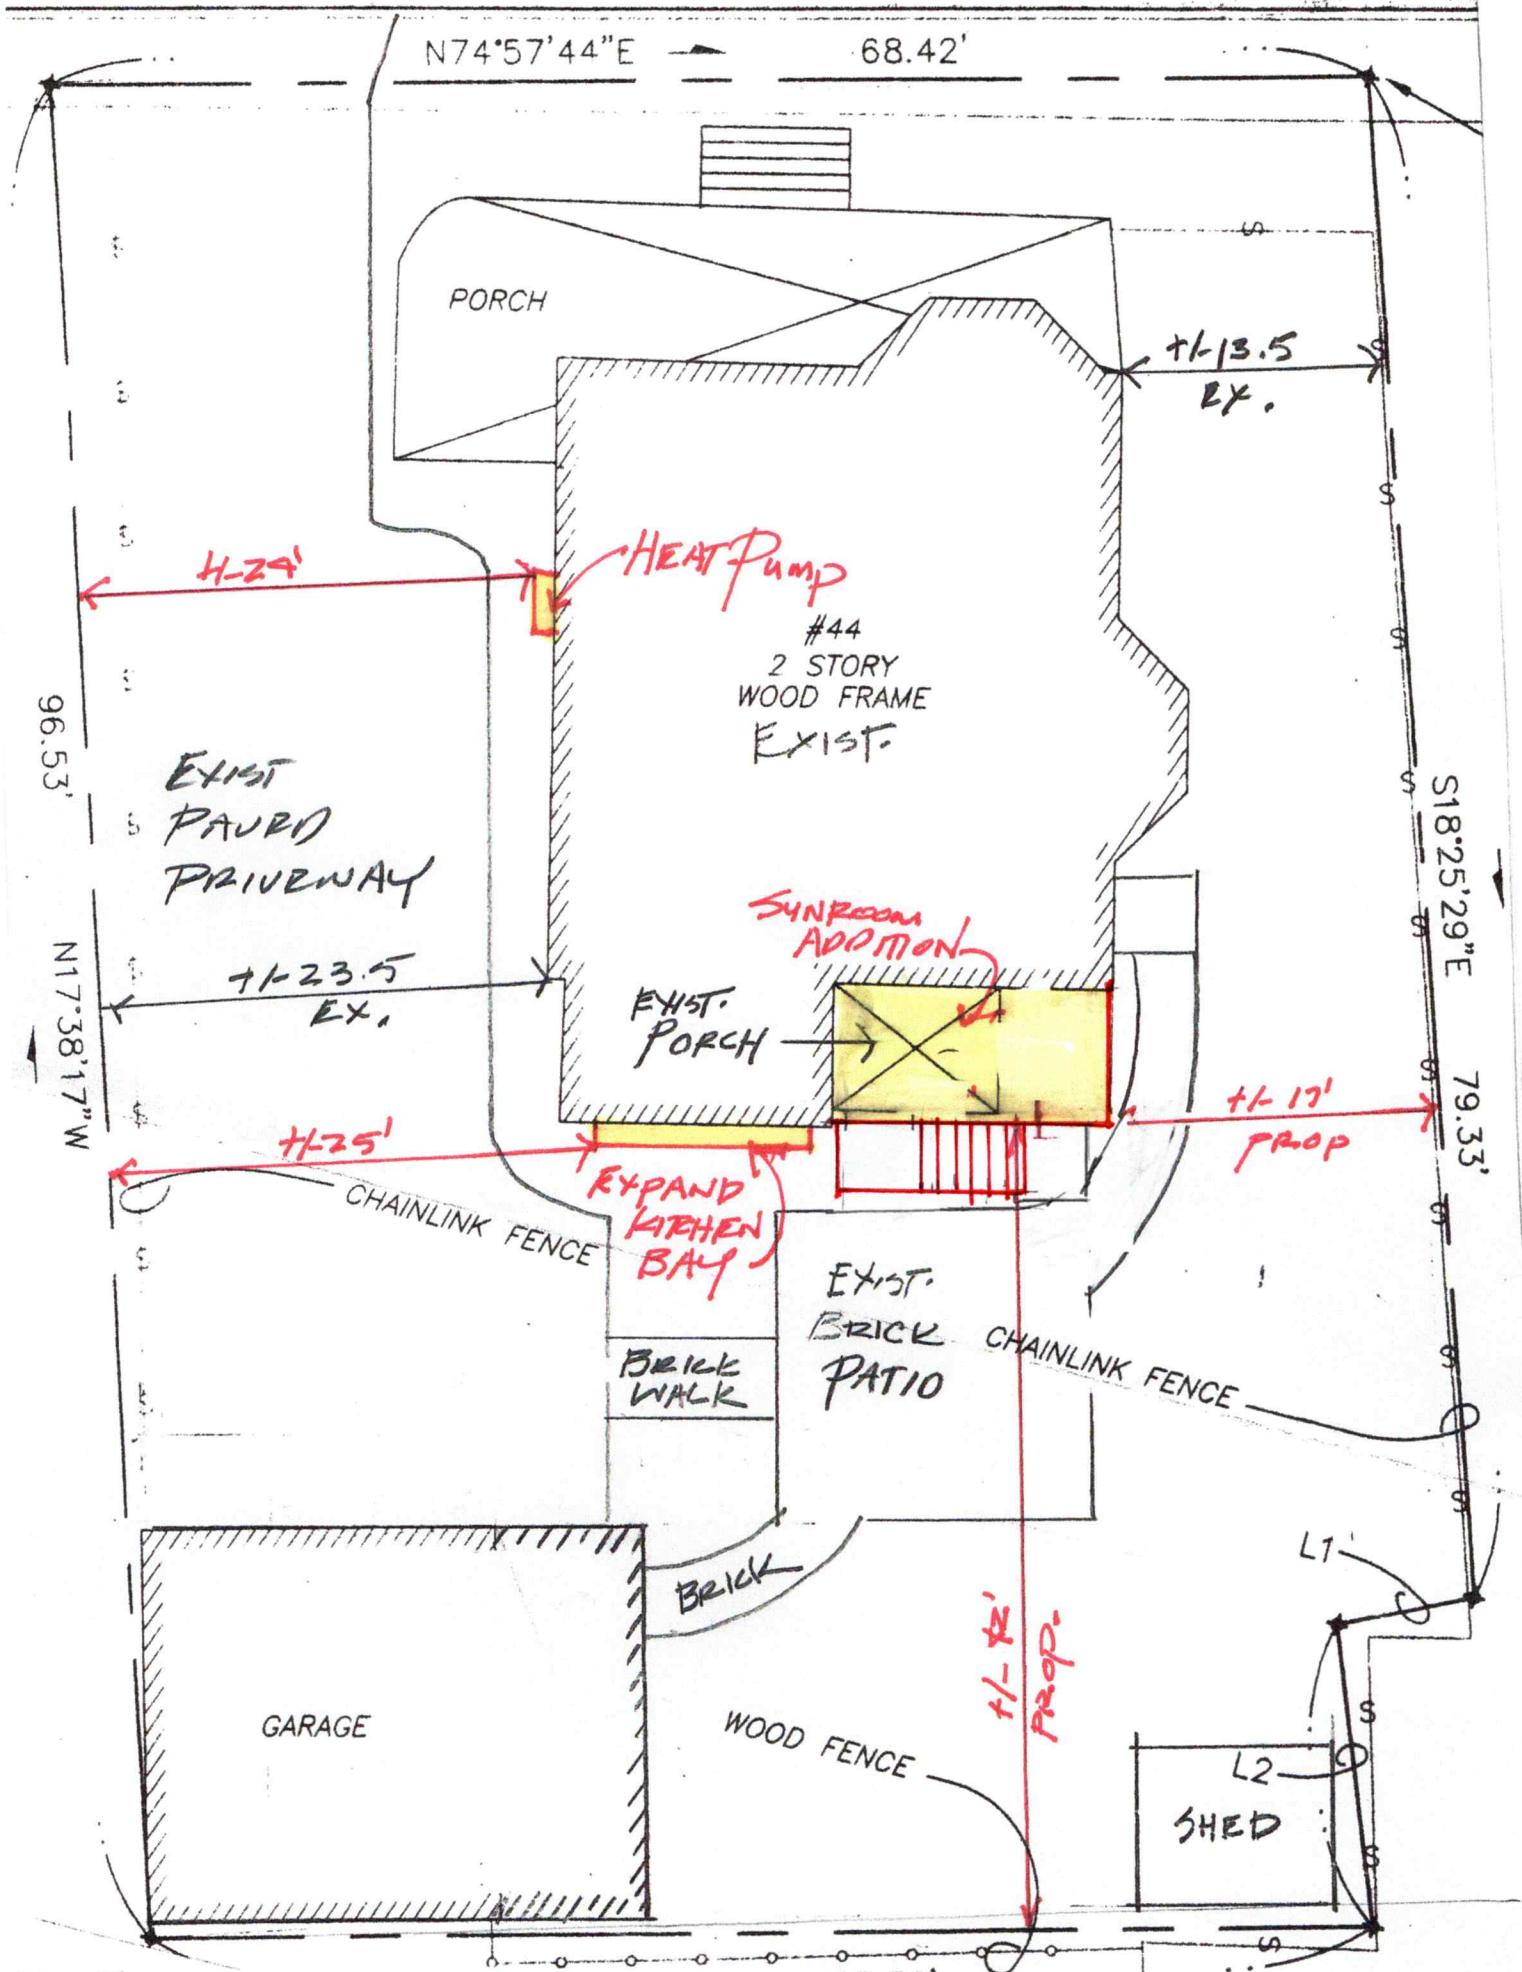 N74°57'44"E
68.42'
PORCH
+/-13.5
EX.
+/-24'
HEAT PUMP
#44
2 STORY
WOOD FRAME
EXIST.
96.53'
EXIST
PAVED
DRIVEWAY
S18°25'29"E
79.33'
SUNROOM
ADDITION
N17°38'17"W
+/-23.5
EX.
EXIST.
PORCH
+/-17'
PROP
+/-25'
CHAINLINK FENCE
EXPAND
KITCHEN
BAY
EXIST.
BRICK
PATIO
CHAINLINK FENCE
BRICK
WALK
L1
BRICK
+/-
PROP.
GARAGE
WOOD FENCE
L2
SHED
S
S
S
S
S
S
S
S
S
S
S
S
S
S